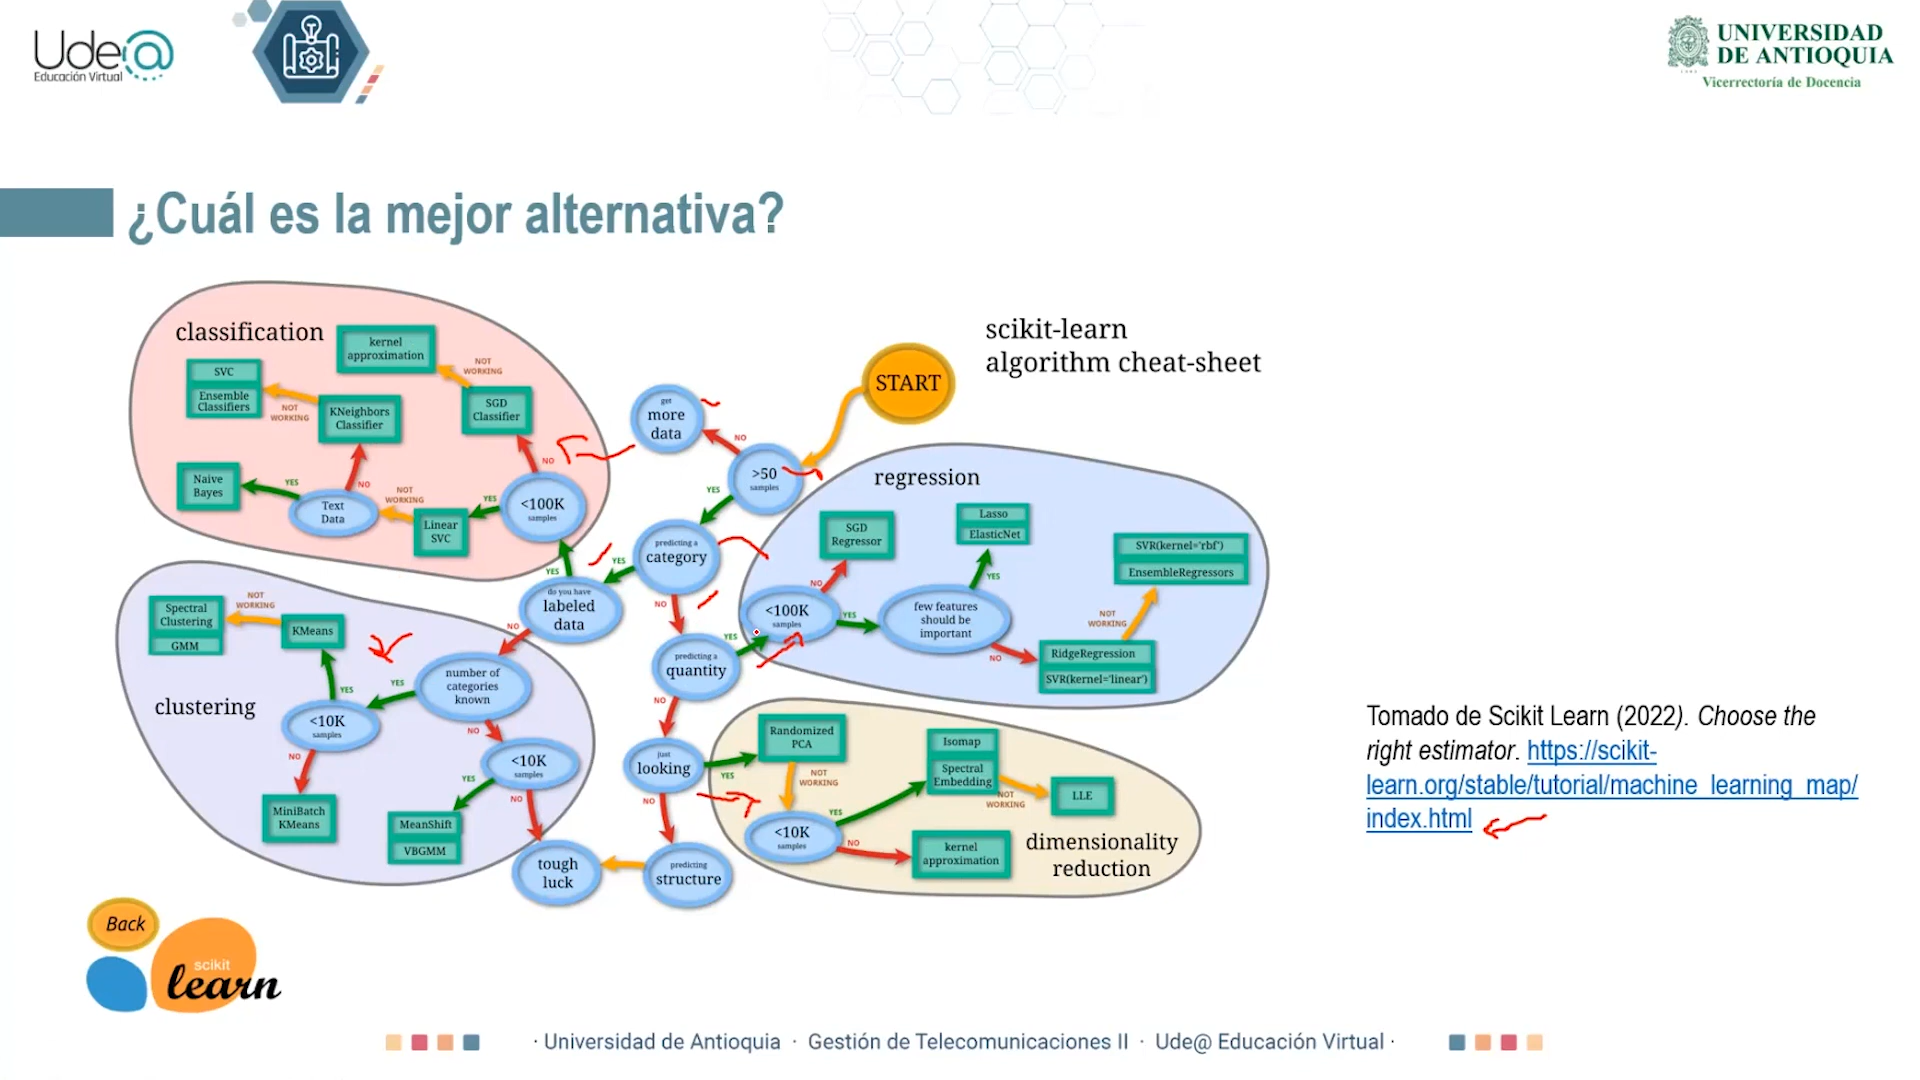 Ude@
Educación Virtual
UNIVERSIDAD
DE ANTIOQUIA
Vicerrectoría de Docencia
¿Cuál es la mejor alternativa?
scikit-learn
algorithm cheat-sheet
START
get
more
data
NO
>50
samples
YES
predicting a
category
YES
NO
do you have
labeled
data
YES
NO
predicting a
quantity
YES
NO
just
looking
YES
NO
predicting
structure
tough
luck
classification
kernel
approximation
NOT
WORKING
SGD
Classifier
NO
<100K
samples
YES
Linear
SVC
NOT
WORKING
Text
Data
YES
Naive
Bayes
NO
KNeighbors
Classifier
NOT
WORKING
SVC
Ensemble
Classifiers
regression
SGD
Regressor
NO
<100K
samples
YES
few features
should be
important
YES
Lasso
ElasticNet
NO
RidgeRegression
SVR(kernel='linear')
NOT
WORKING
SVR(kernel='rbf')
EnsembleRegressors
clustering
Spectral
Clustering
GMM
NOT
WORKING
KMeans
YES
<10K
samples
NO
MiniBatch
KMeans
YES
number of
categories
known
NO
<10K
samples
YES
MeanShift
VBGMM
NO
dimensionality
reduction
Randomized
PCA
NOT
WORKING
<10K
samples
YES
Isomap
Spectral
Embedding
NOT
WORKING
LLE
NO
kernel
approximation
Tomado de Scikit Learn (2022). Choose the
right estimator. https://scikit-
learn.org/stable/tutorial/machine_learning_map/
index.html
Back
scikit
learn
· Universidad de Antioquia · Gestión de Telecomunicaciones II · Ude@ Educación Virtual ·